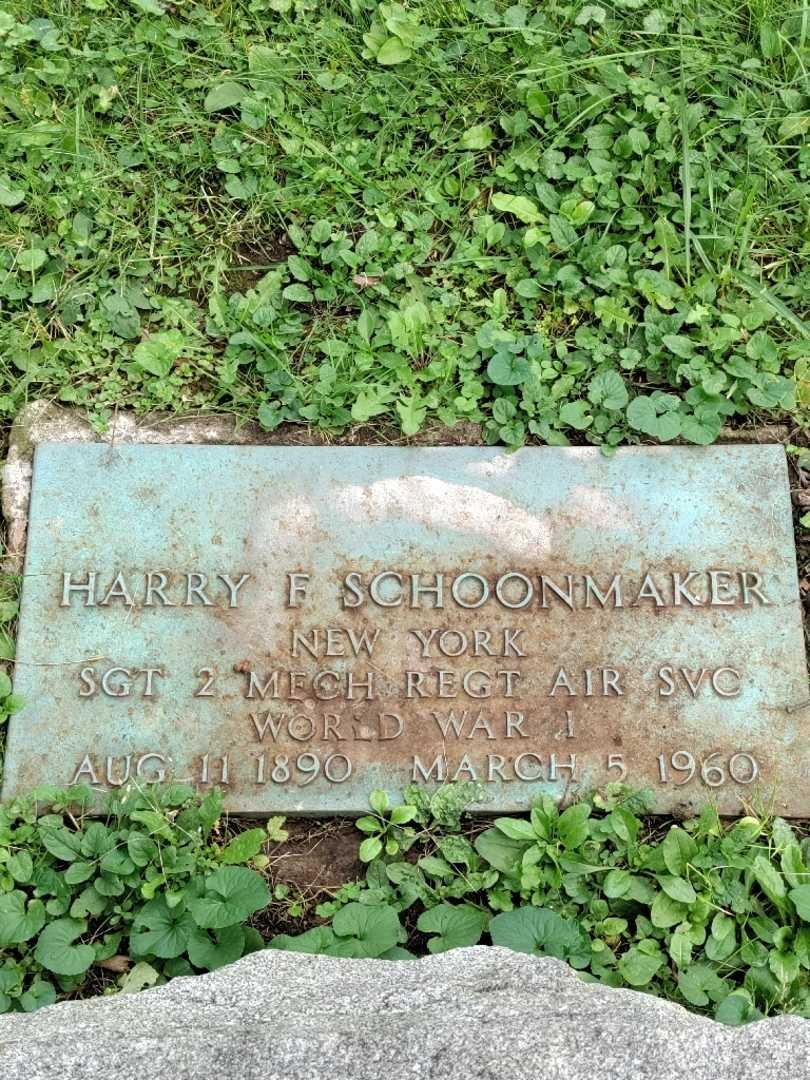 HARRY F SCHOONMAKER
NEW YORK
SGT 2 MECH REGT AIR SVC
WORLD WAR I
AUG 11 1890 MARCH 5 1960